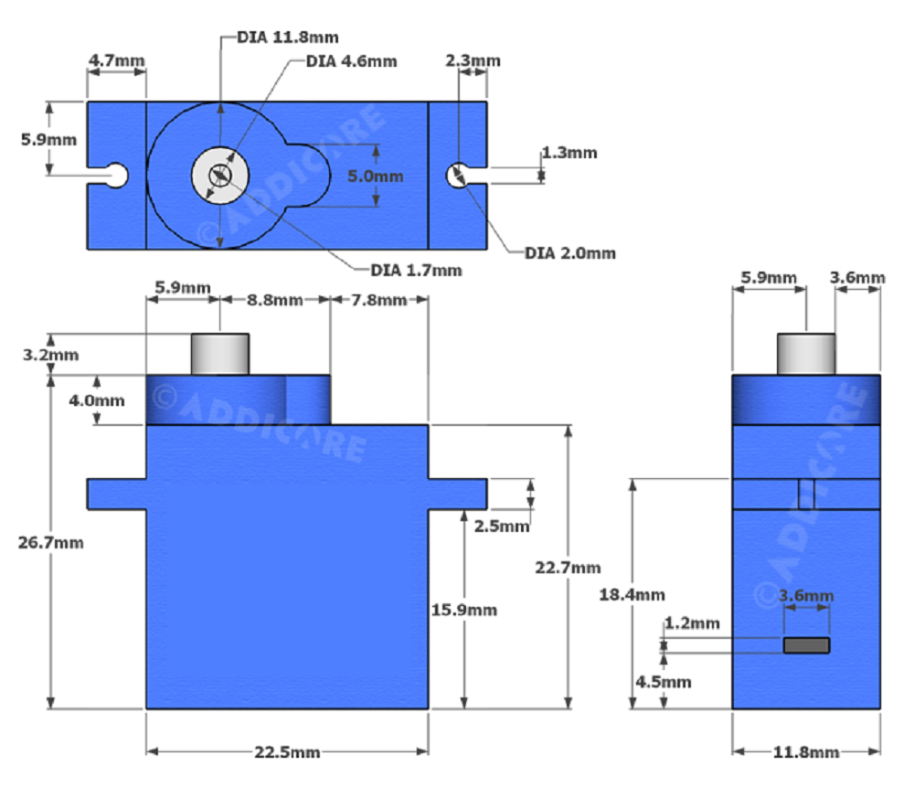 DIA 11.8mm
4.7mm
DIA 4.6mm
2.3mm
5.9mm
1.3mm
5.0mm
© ADDICORE
DIA 2.0mm
DIA 1.7mm
5.9mm
8.8mm
7.8mm
5.9mm
3.6mm
3.2mm
4.0mm
© ADDICORE
© ADDICORE
2.5mm
26.7mm
22.7mm
18.4mm
3.6mm
15.9mm
1.2mm
4.5mm
22.5mm
11.8mm